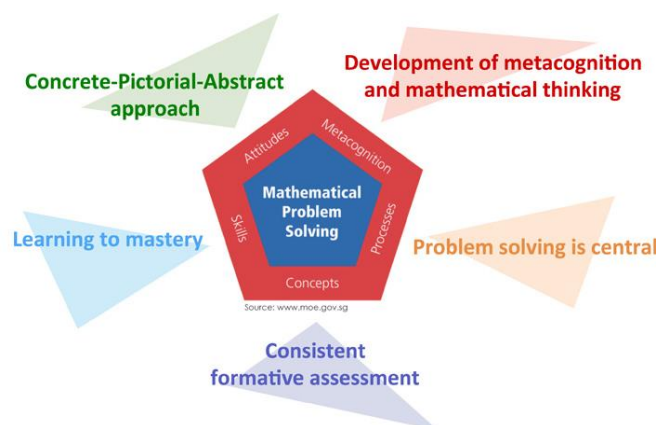 Concrete-Pictorial-Abstract
approach
Development of metacognition
and mathematical thinking
Attitudes
Metacognition
Mathematical
Problem
Solving
Skills
Processes
Concepts
Learning to mastery
Problem solving is central
Source: www.moe.gov.sg
Consistent
formative assessment